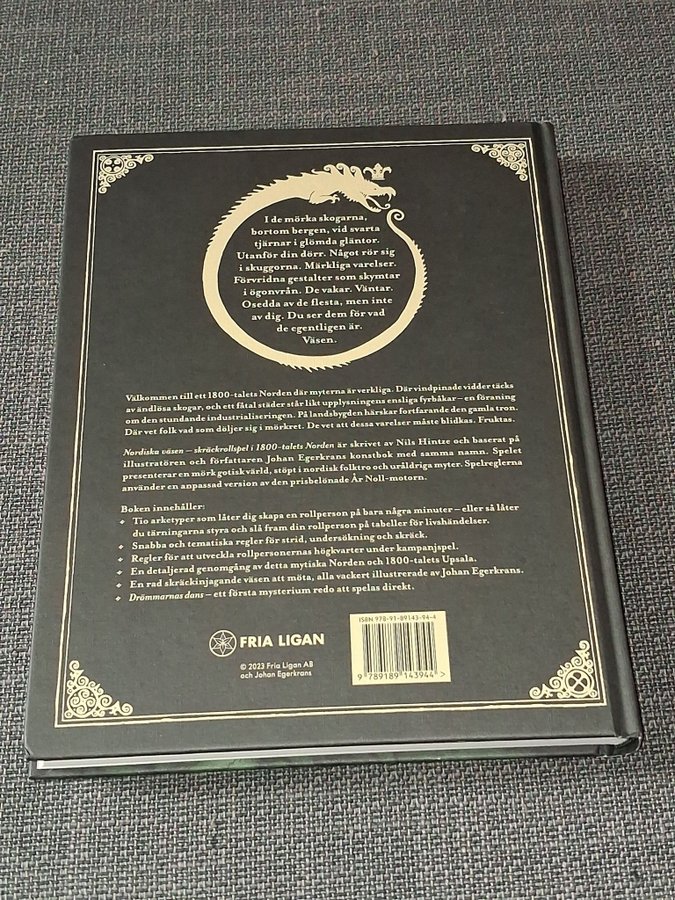 I de mörka skogarna,
bortom bergen, vid svarta
tjärnar i glömda gläntor.
Utanför din dörr. Något rör sig
i skuggorna. Märkliga varelser.
Förvridna gestalter som skymtar
i ögonvrån. De vakar. Väntar.
Osedda av de flesta, men inte
av dig. Du ser dem för vad
de egentligen är.
Väsen.
Välkommen till ett 1800-talets Norden där myterna är verkliga. Där vindpinade vidder täcks
av ändlösa skogar, och ett fåtal städer står likt upplysningens ensliga fyrbåkar – en föraning
om den stundande industrialiseringen. På landsbygden härskar fortfarande den gamla tron.
Där vet folk vad som döljer sig i mörkret. De vet att dessa varelser måste blidkas. Fruktas.
Nordiska väsen – skräckrollspel i 1800-talets Norden är skrivet av Nils Hintze och baserat på
illustratören och författaren Johan Egerkrans konstbok med samma namn. Spelet
presenterar en mörk gotisk värld, stöpt i nordisk folktro och uråldriga myter. Spelreglerna
använder en anpassad version av den prisbelönade År Noll-motorn.
Boken innehåller:
Tio arketyper som låter dig skapa en rollperson på bara några minuter – eller så låter
du tärningarna styra och slå fram din rollperson på tabeller för livshändelser.
Snabba och tematiska regler för strid, undersökning och skräck.
Regler för att utveckla rollpersonernas högkvarter under kampanjspel.
En detaljerad genomgång av detta mytiska Norden och 1800-talets Upsala.
En rad skräckinjagande väsen att möta, alla vackert illustrerade av Johan Egerkrans.
Drömmarnas dans – ett första mysterium redo att spelas direkt.
FRIA LIGAN
© 2023 Fria Ligan AB
och Johan Egerkrans
ISBN 978-91-89143-94-4
9 789189 143944 >